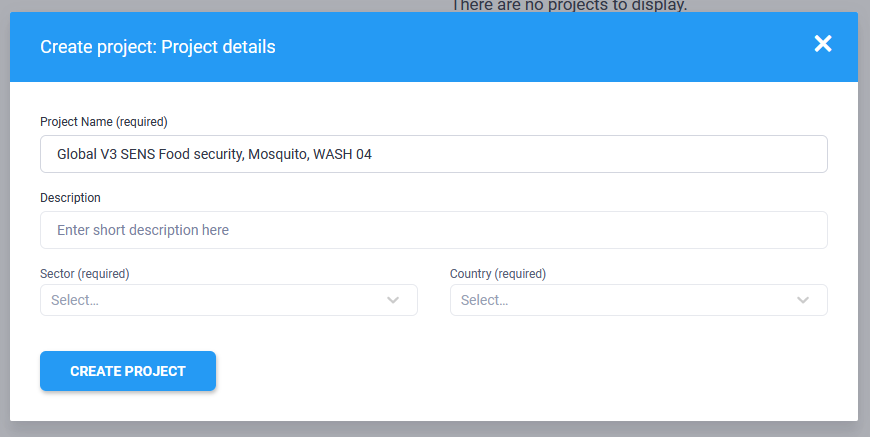 There are no projects to display.
Create project: Project details
Project Name (required)
Global V3 SENS Food security, Mosquito, WASH 04
Description
Enter short description here
Sector (required)
Country (required)
Select...
Select...
CREATE PROJECT